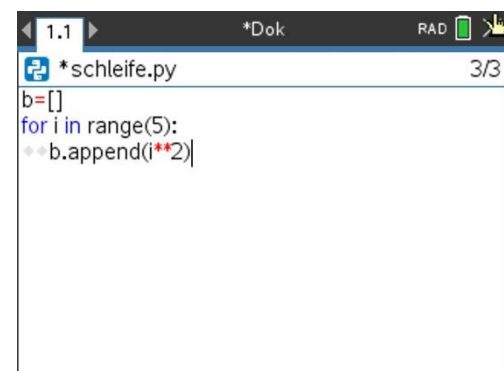 1.1 *Dok RAD
*schleife.py 3/3
b=[]
for i in range(5):
b.append(i**2)